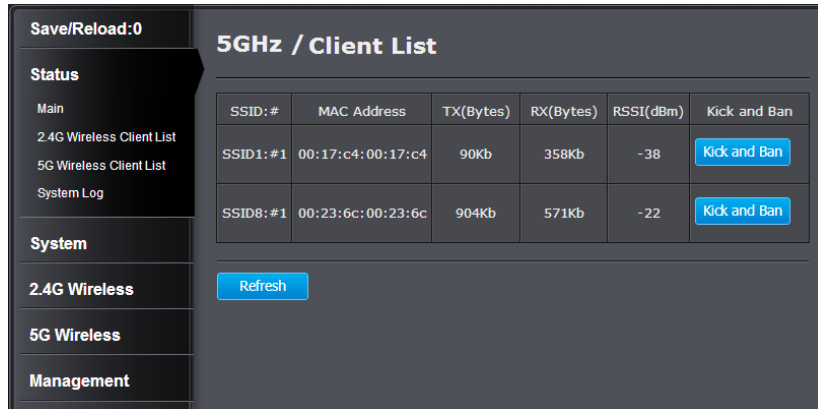 Save/Reload:0
Status
Main
2.4G Wireless Client List
5G Wireless Client List
System Log
System
2.4G Wireless
5G Wireless
Management
5GHz / Client List
SSID:# MAC Address TX(Bytes) RX(Bytes) RSSI(dBm) Kick and Ban
SSID1:#1 00:17:c4:00:17:c4 90Kb 358Kb -38 Kick and Ban
SSID8:#1 00:23:6c:00:23:6c 904Kb 571Kb -22 Kick and Ban
Refresh